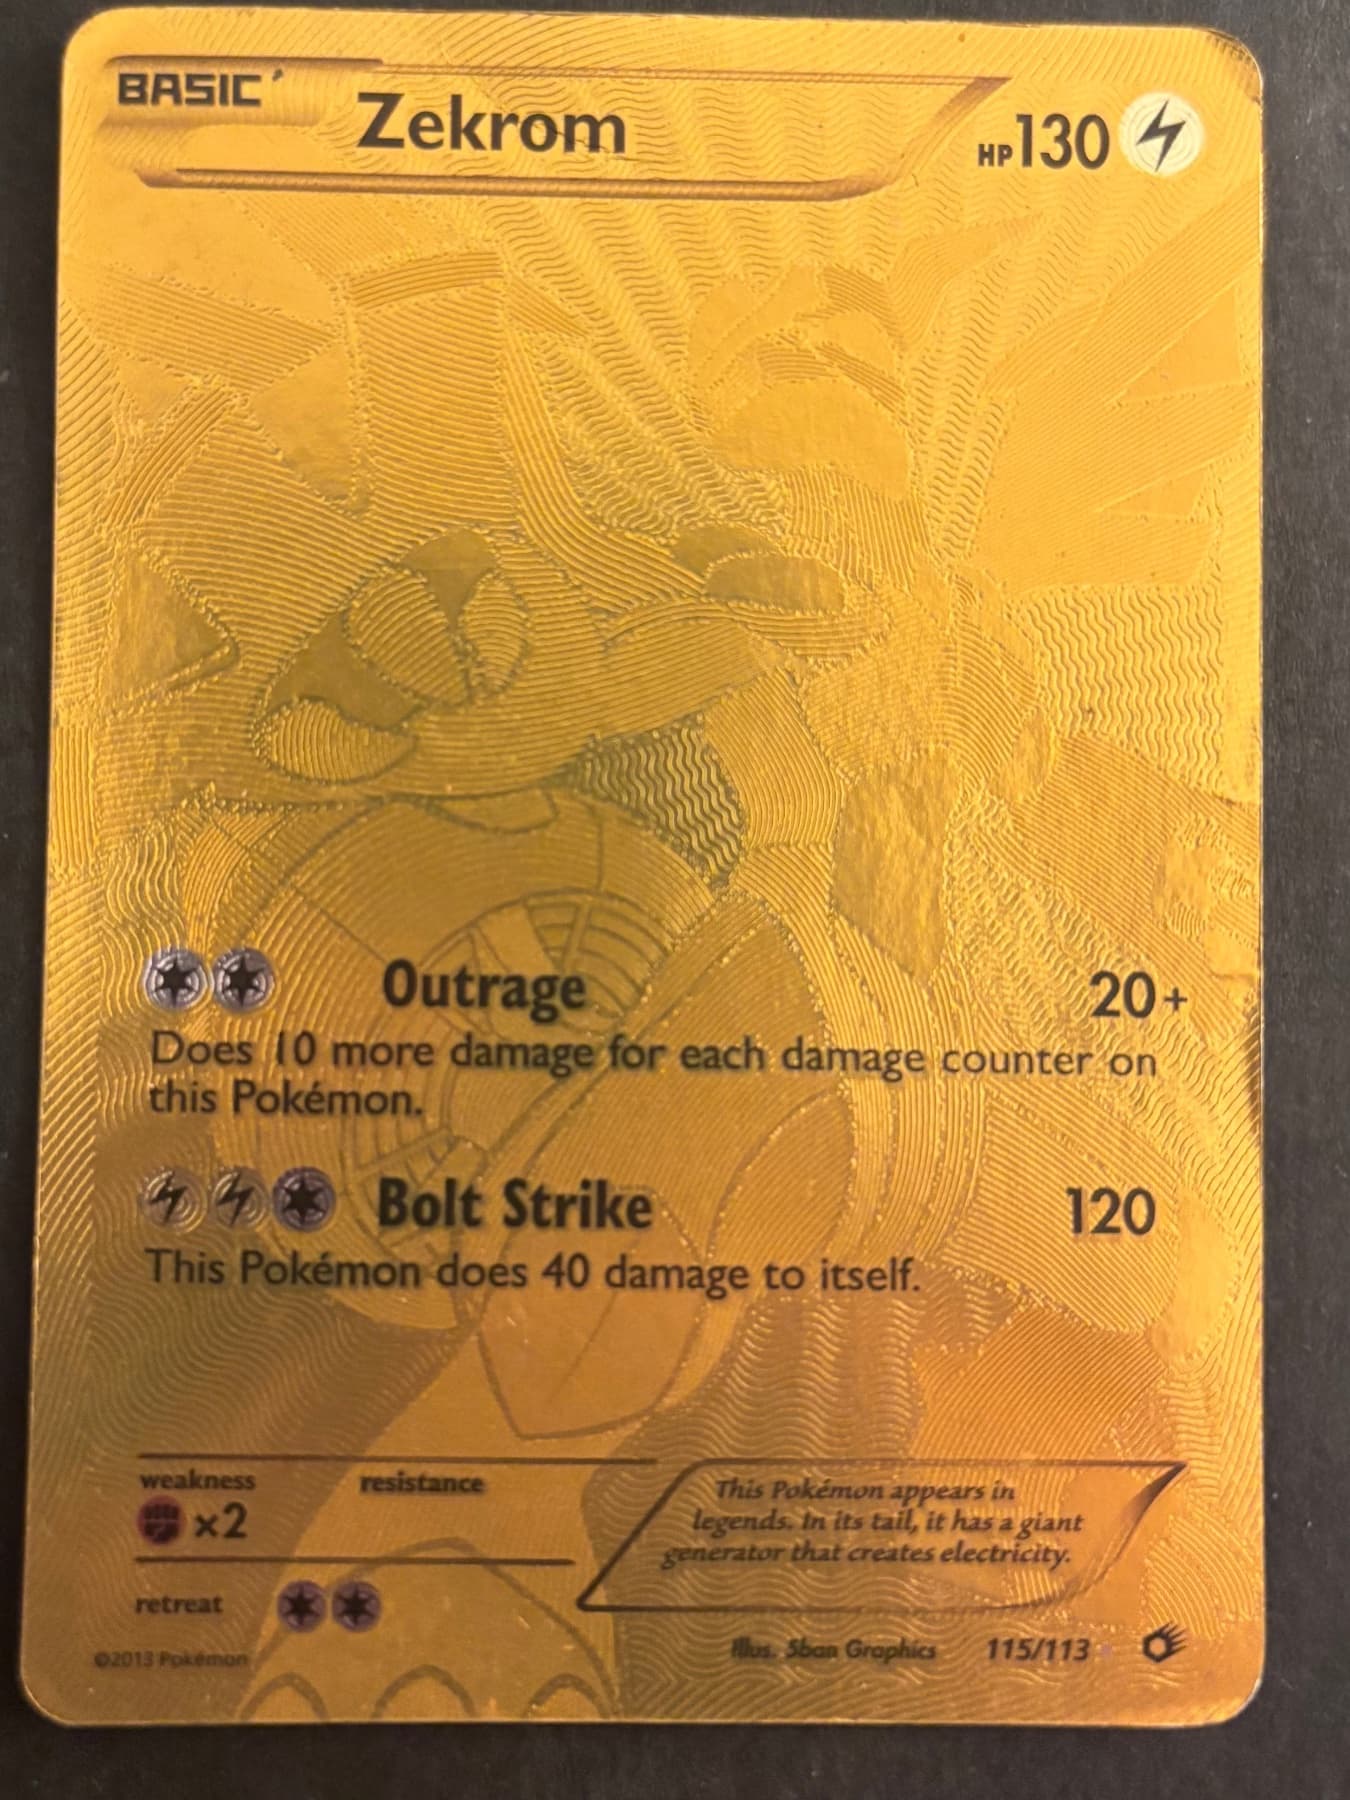 BASIC
Zekrom
HP130
Outrage 20+
Does 10 more damage for each damage counter on
this Pokémon.
Bolt Strike 120
This Pokémon does 40 damage to itself.
weakness resistance
×2
This Pokémon appears in
legends. In its tail, it has a giant
generator that creates electricity.
retreat
©2013 Pokémon
Illus. 5ban Graphics 115/113